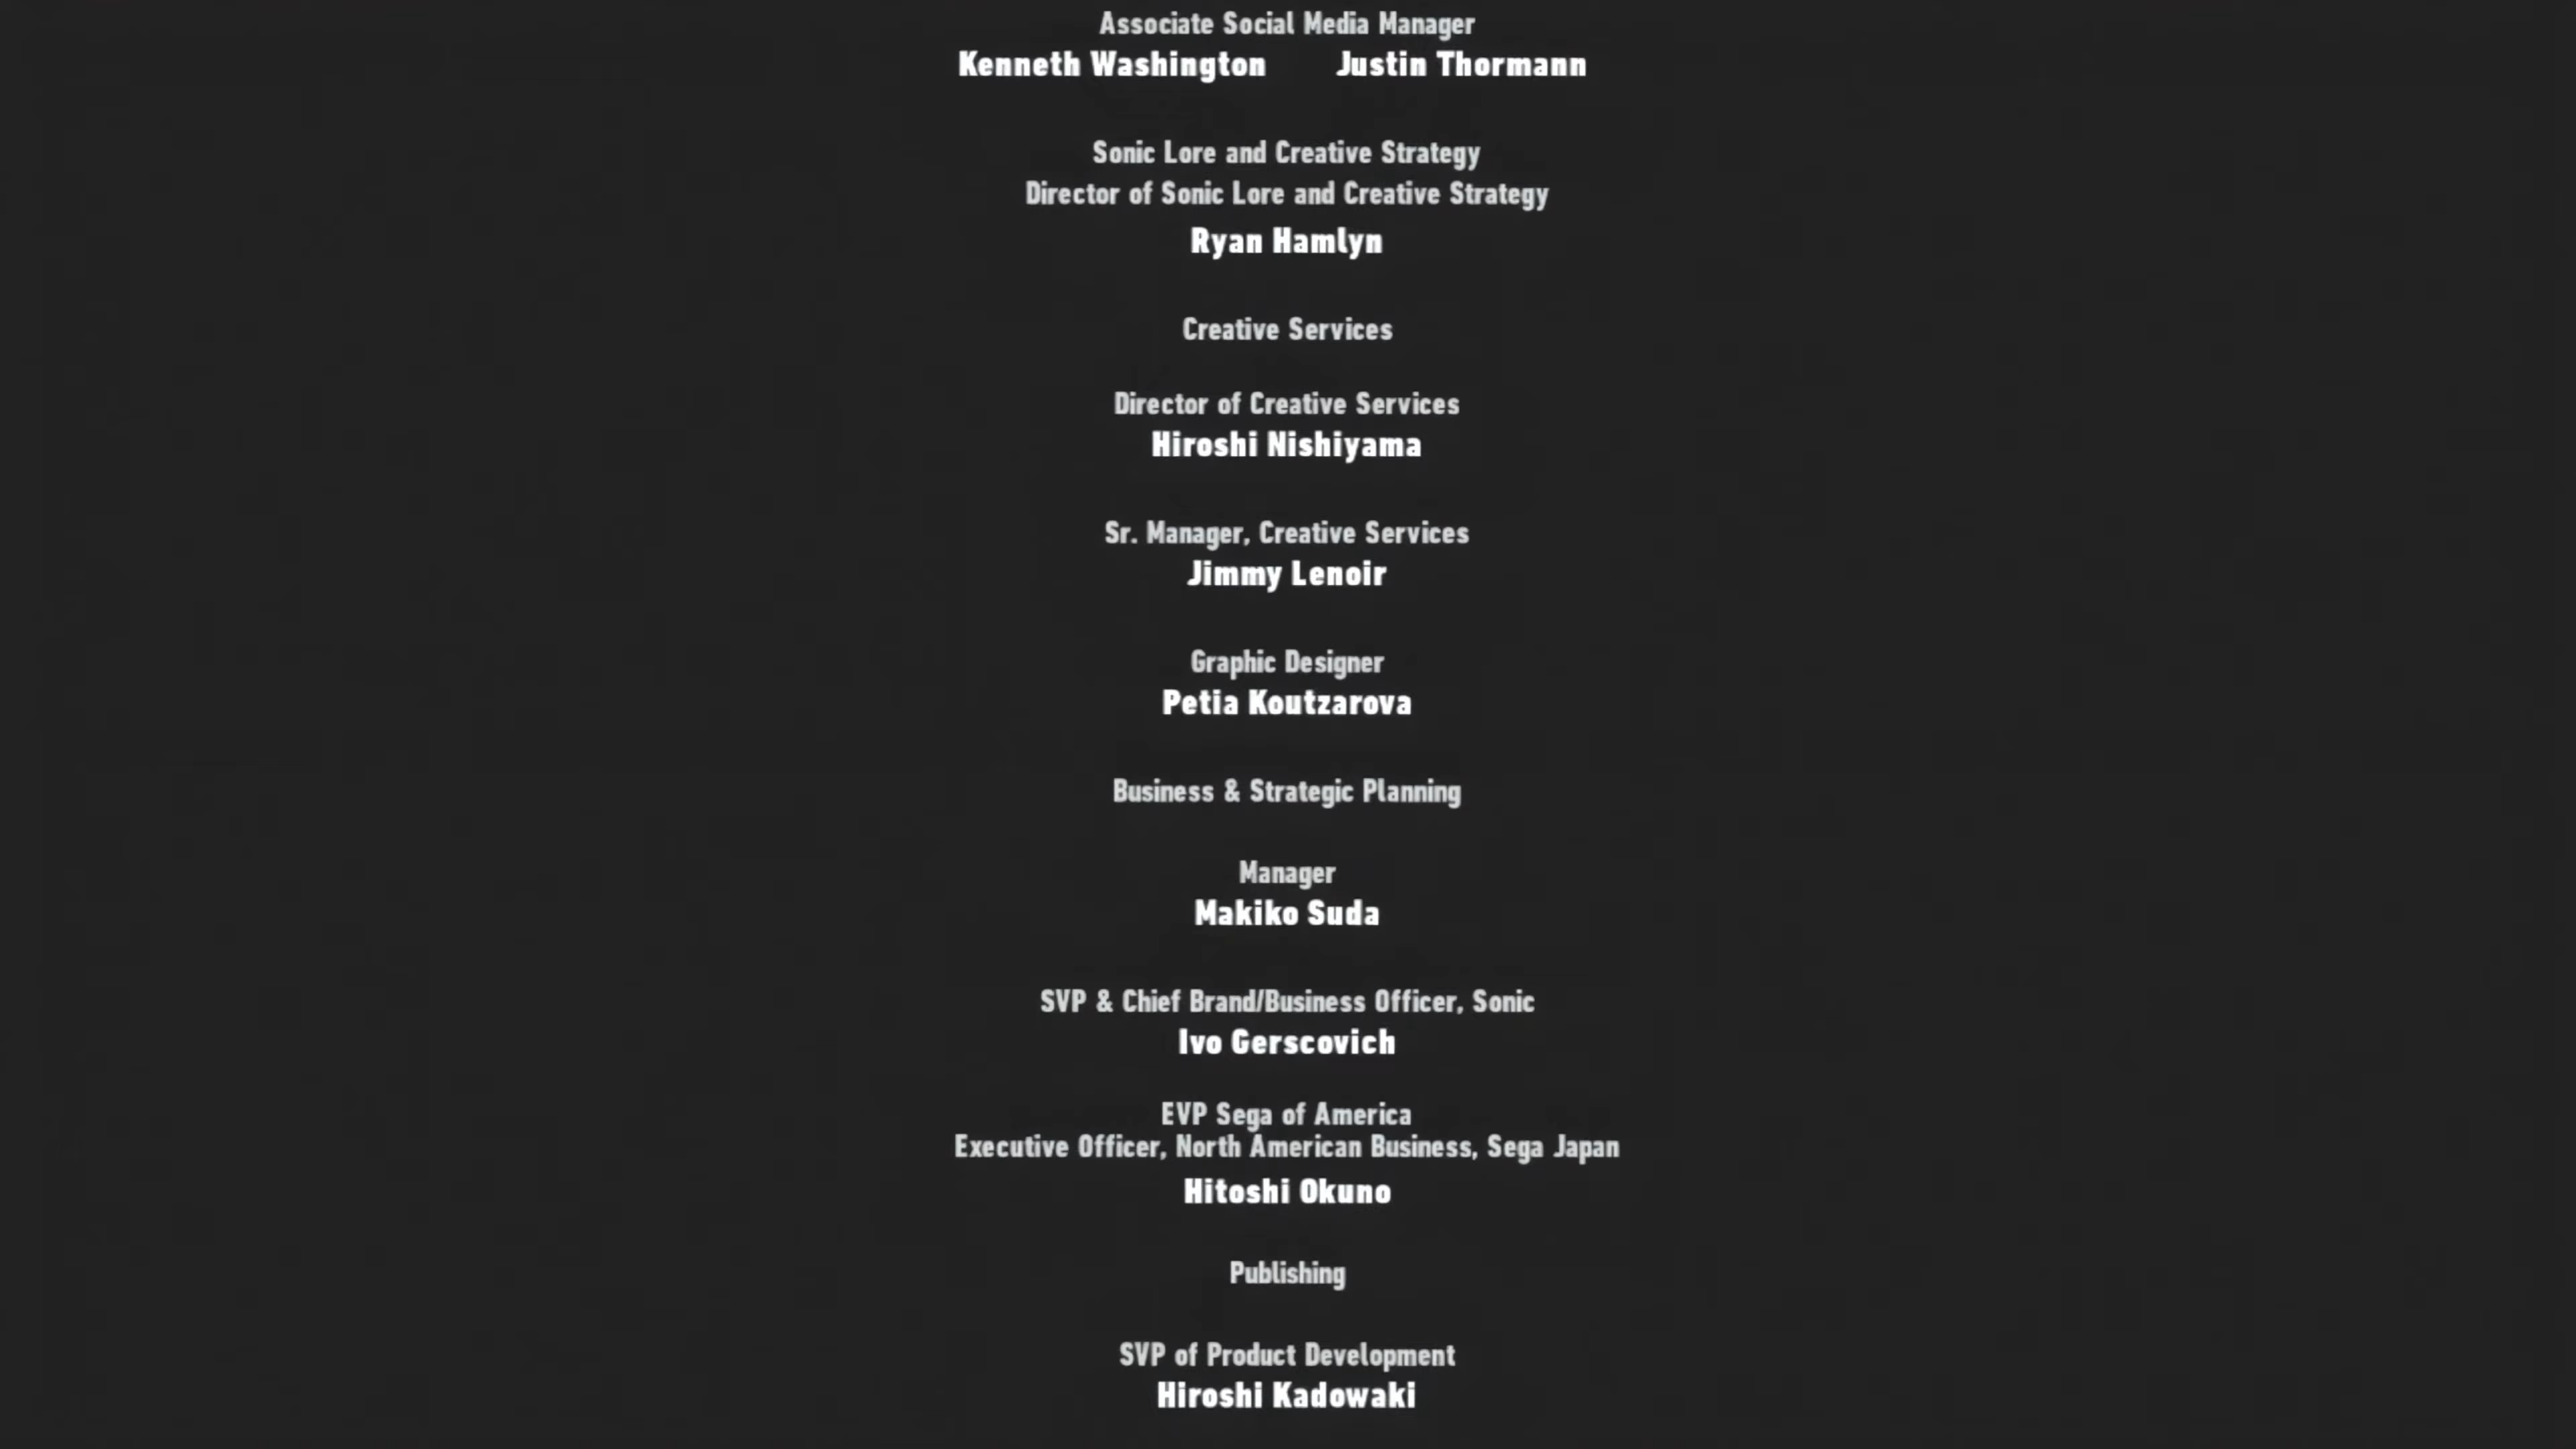 Associate Social Media Manager
Kenneth Washington Justin Thormann
Sonic Lore and Creative Strategy
Director of Sonic Lore and Creative Strategy
Ryan Hamlyn
Creative Services
Director of Creative Services
Hiroshi Nishiyama
Sr. Manager, Creative Services
Jimmy Lenoir
Graphic Designer
Petia Koutzarova
Business & Strategic Planning
Manager
Makiko Suda
SVP & Chief Brand/Business Officer, Sonic
Ivo Gerscovich
EVP Sega of America
Executive Officer, North American Business, Sega Japan
Hitoshi Okuno
Publishing
SVP of Product Development
Hiroshi Kadowaki